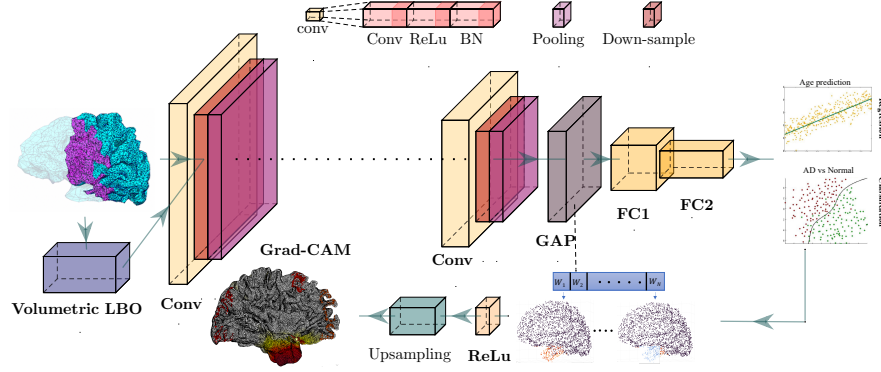 conv
Conv ReLu BN
Pooling
Down-sample
Age prediction
AD vs Normal
FC1
FC2
GAP
Conv
Grad-CAM
Volumetric LBO
Conv
W1 W2 WN
Upsampling
ReLu